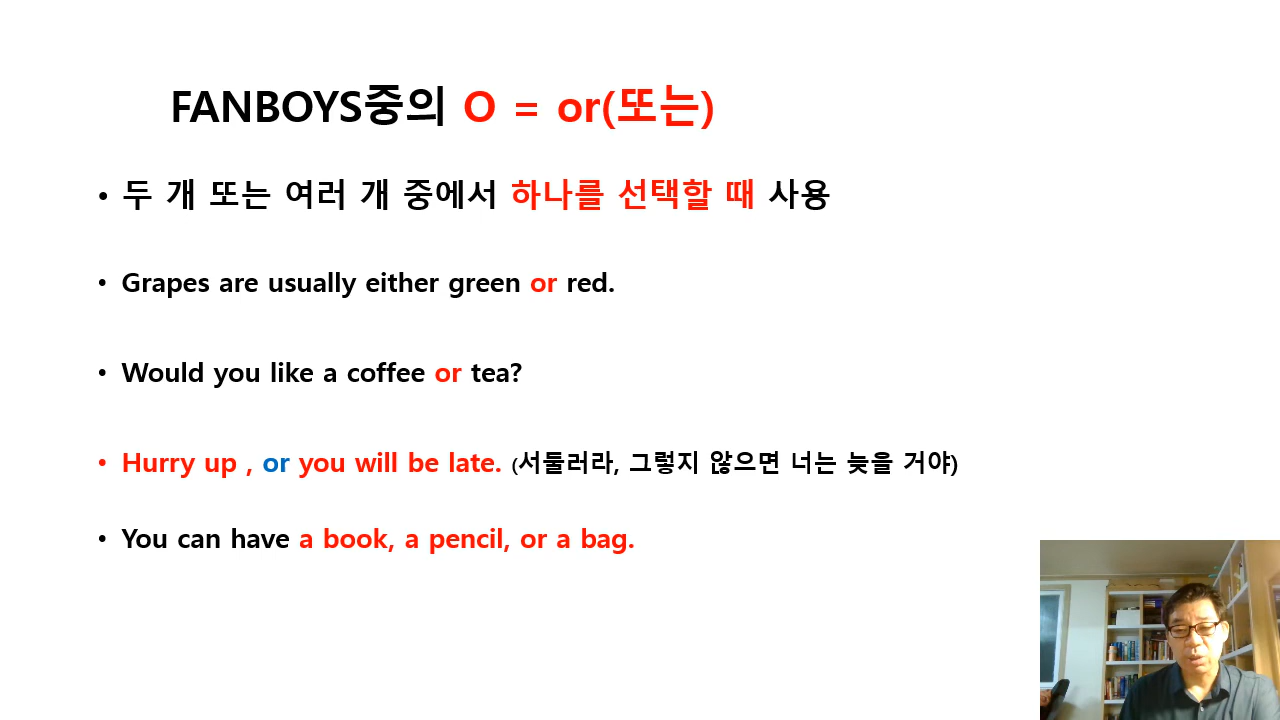 FANBOYS중의 O = or(또는)
• 두 개 또는 여러 개 중에서 하나를 선택할 때 사용
• Grapes are usually either green or red.
• Would you like a coffee or tea?
• Hurry up , or you will be late. (서둘러라, 그렇지 않으면 너는 늦을 거야)
• You can have a book, a pencil, or a bag.